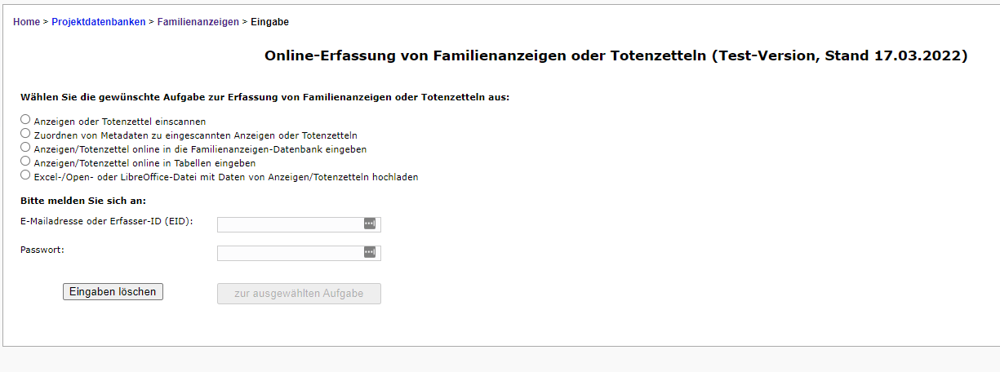 Home > Projektdatenbanken > Familienanzeigen > Eingabe
Online-Erfassung von Familienanzeigen oder Totenzetteln (Test-Version, Stand 17.03.2022)
Wählen Sie die gewünschte Aufgabe zur Erfassung von Familienanzeigen oder Totenzetteln aus:
Anzeigen oder Totenzettel einscannen
Zuordnen von Metadaten zu eingescannten Anzeigen oder Totenzetteln
Anzeigen/Totenzettel online in die Familienanzeigen-Datenbank eingeben
Anzeigen/Totenzettel online in Tabellen eingeben
Excel-/Open- oder LibreOffice-Datei mit Daten von Anzeigen/Totenzetteln hochladen
Bitte melden Sie sich an:
E-Mailadresse oder Erfasser-ID (EID):
Passwort:
Eingaben löschen zur ausgewählten Aufgabe